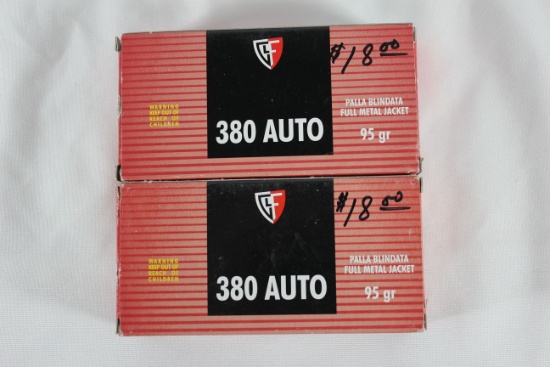 $18.00
WARNING
KEEP OUT OF
REACH OF
CHILDREN
380 AUTO
PALLA BLINDATA
FULL METAL JACKET
95 gr
$18.00
WARNING
KEEP OUT OF
REACH OF
CHILDREN
380 AUTO
PALLA BLINDATA
FULL METAL JACKET
95 gr